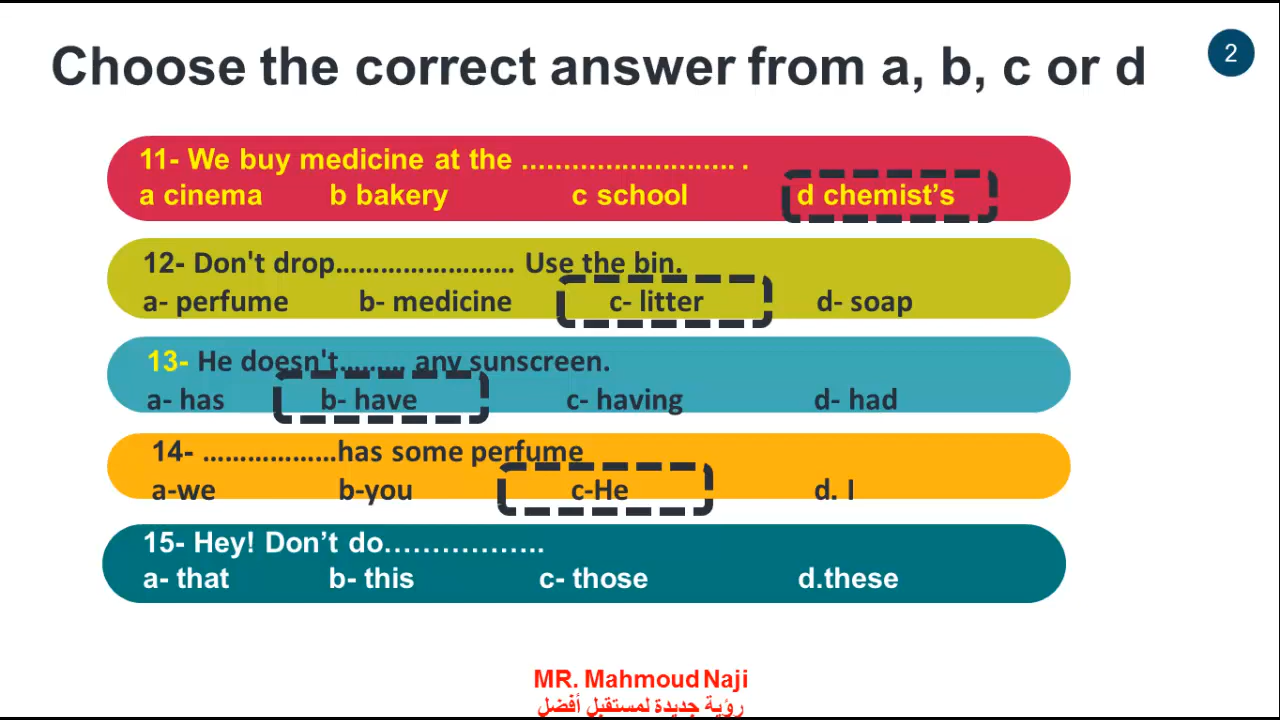 Choose the correct answer from a, b, c or d
2
11- We buy medicine at the .......................... .
a cinema b bakery c school d chemist's
12- Don't drop........................ Use the bin.
a- perfume b- medicine c- litter d- soap
13- He doesn't......... any sunscreen.
a- has b- have c- having d- had
14- ..................has some perfume
a-we b-you c-He d. I
15- Hey! Don’t do……………..
a- that b- this c- those d.these
MR. Mahmoud Naji
رؤية جديدة لمستقبل أفضل